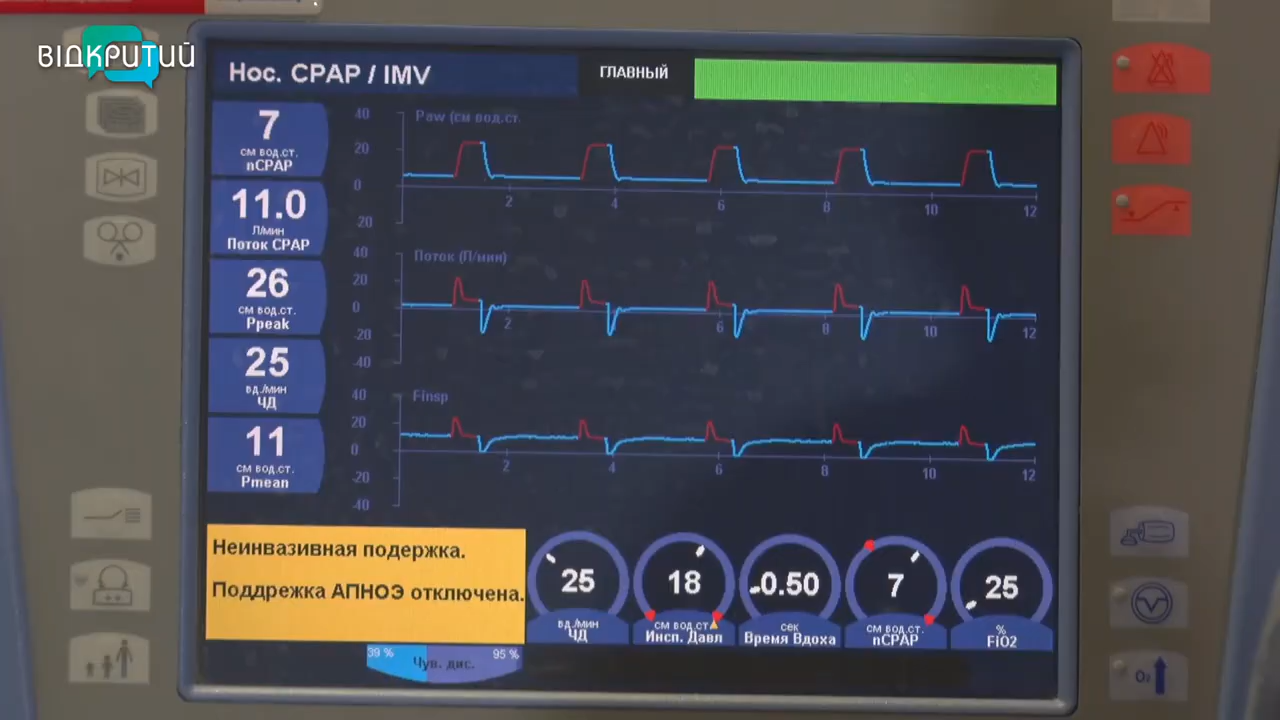 ВІДКРИТИЙ
Нос. CPAP / IMV
ГЛАВНЫЙ
7
см вод.ст.
nCPAP
11.0
Л/мин
Поток CPAP
26
см вод.ст.
Ppeak
25
вд./мин
ЧД
11
см вод.ст.
Pmean
Paw (см вод.ст.
40
20
0
20
2
4
6
8
10
12
Поток (П/мин)
40
20
0
-20
-40
2
4
6
8
10
12
Finsp
40
20
0
-20
-40
2
4
6
8
10
12
Неинвазивная подержка.
Поддрежка АПНОЭ отключена.
25
вд./мин
ЧД
18
см вод.ст
Инсп. Давл
0.50
сек
Время Вдоха
7
см вод.ст.
nCPAP
25
%
FiO2
39 %
Чув. дис.
95 %
O2